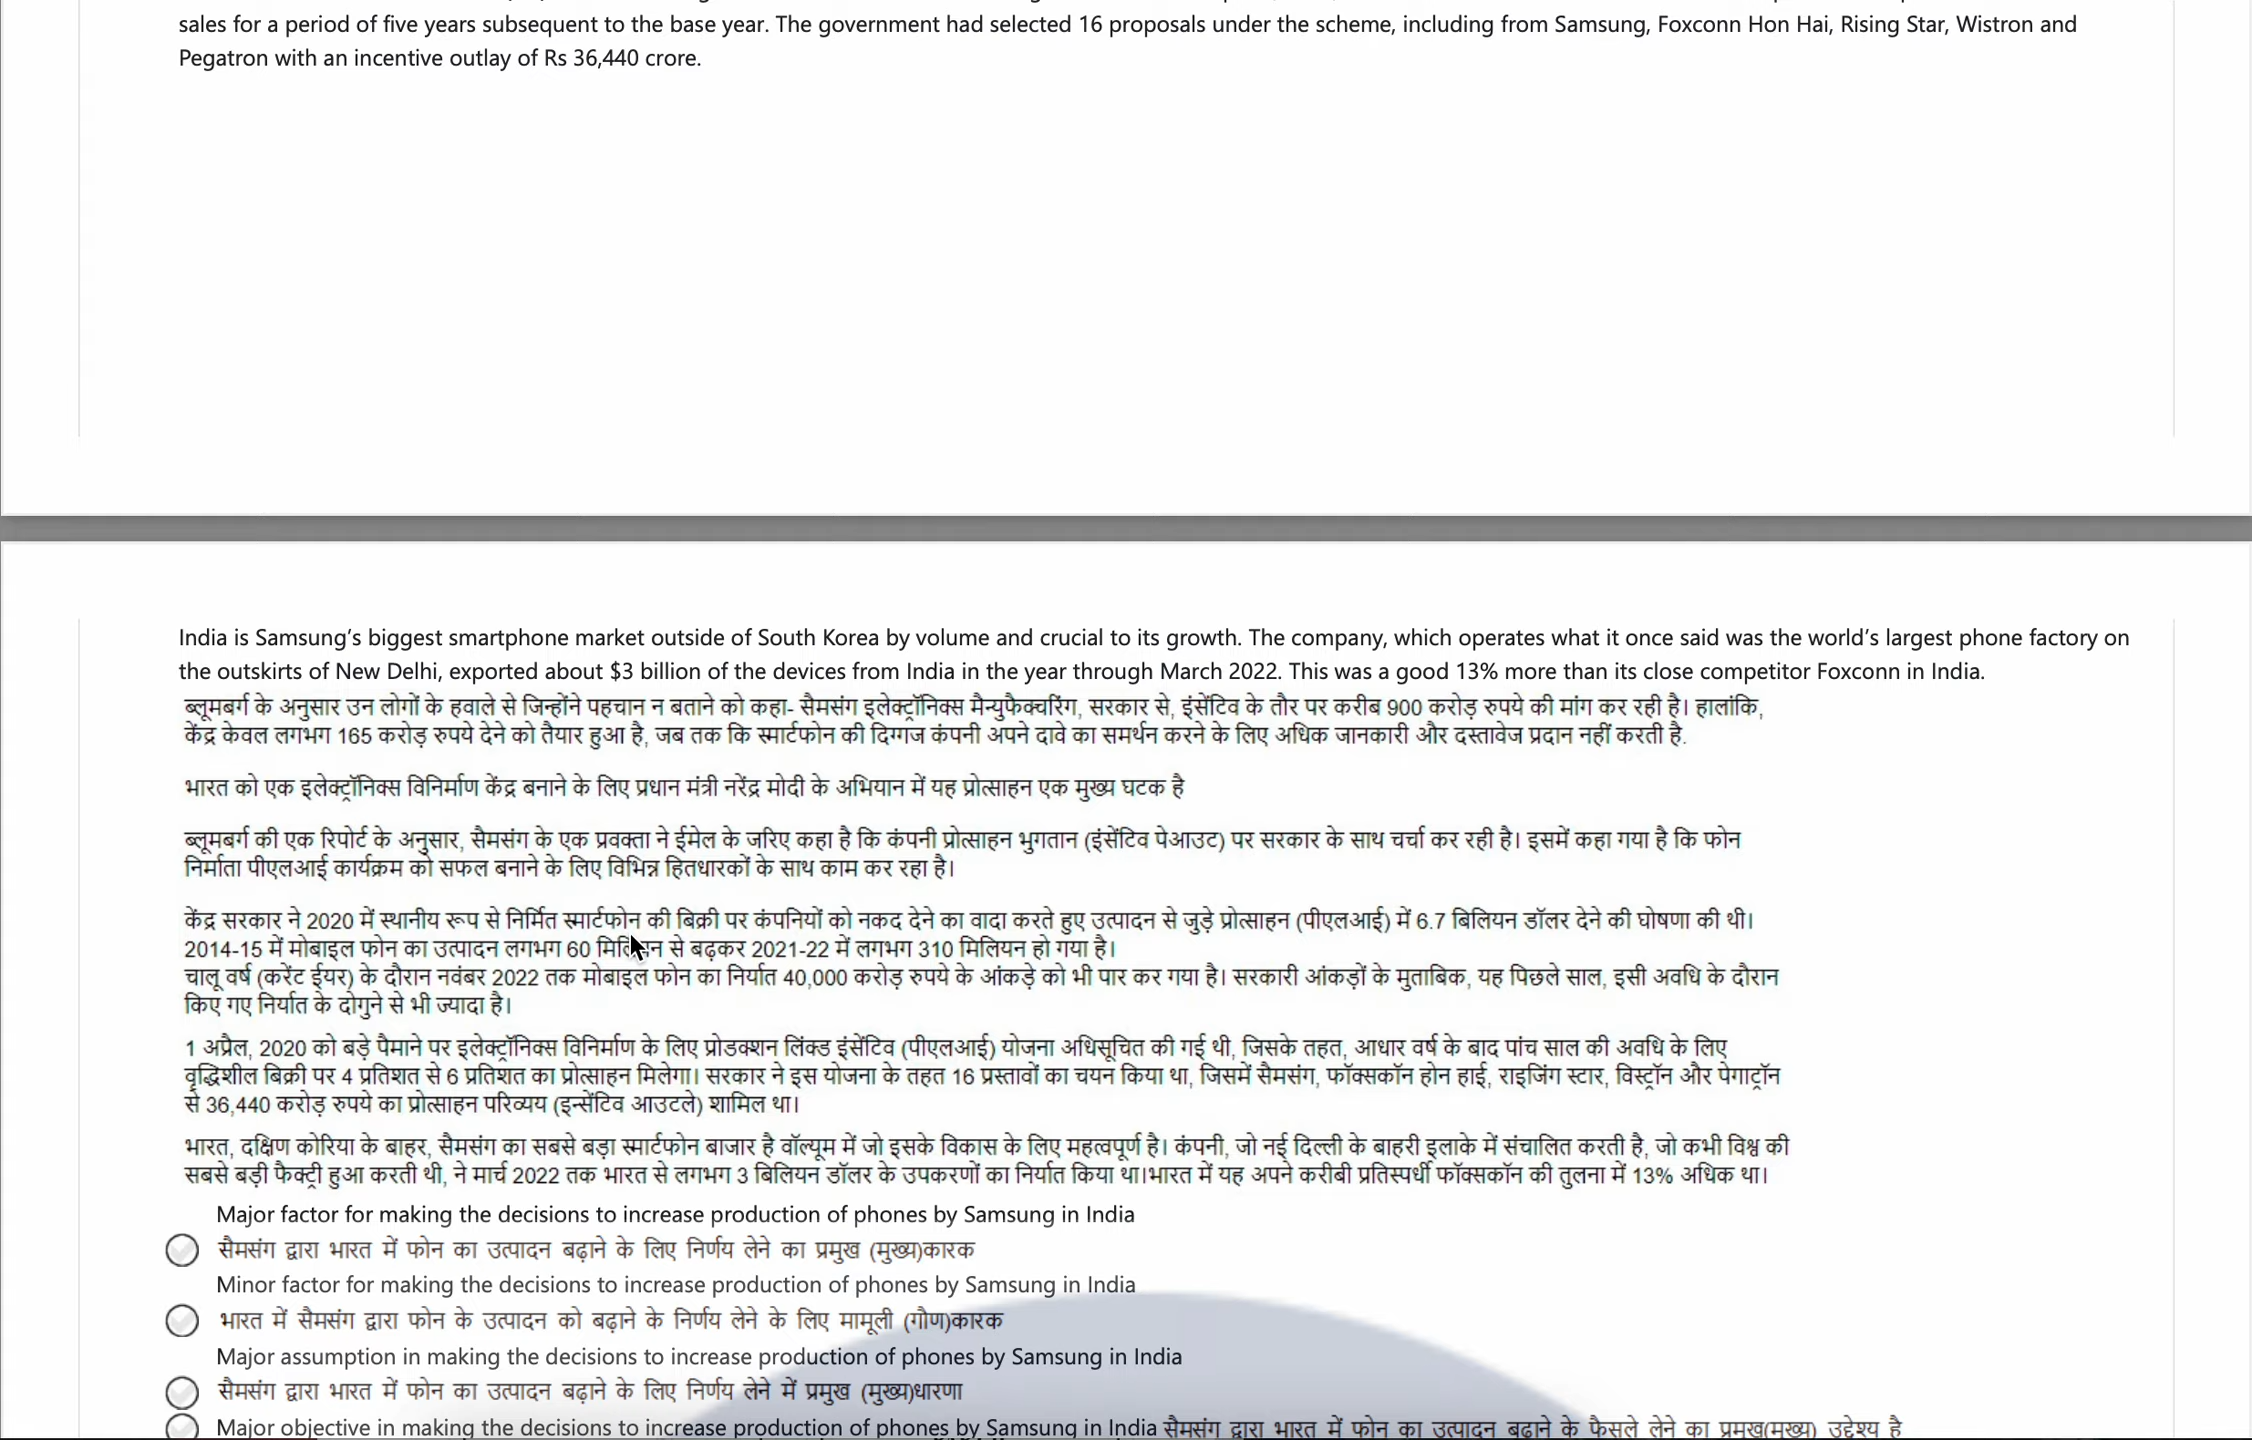 sales for a period of five years subsequent to the base year. The government had selected 16 proposals under the scheme, including from Samsung, Foxconn Hon Hai, Rising Star, Wistron and
Pegatron with an incentive outlay of Rs 36,440 crore.
India is Samsung’s biggest smartphone market outside of South Korea by volume and crucial to its growth. The company, which operates what it once said was the world’s largest phone factory on
the outskirts of New Delhi, exported about $3 billion of the devices from India in the year through March 2022. This was a good 13% more than its close competitor Foxconn in India.
ब्लूमबर्ग के अनुसार उन लोगों के हवाले से जिन्होंने पहचान न बताने को कहा- सैमसंग इलेक्ट्रॉनिक्स मैन्युफैक्चरिंग, सरकार से, इंसेंटिव के तौर पर करीब 900 करोड़ रुपये की मांग कर रही है। हालांकि,
केंद्र केवल लगभग 165 करोड़ रुपये देने को तैयार हुआ है, जब तक कि स्मार्टफोन की दिग्गज कंपनी अपने दावे का समर्थन करने के लिए अधिक जानकारी और दस्तावेज प्रदान नहीं करती है.
भारत को एक इलेक्ट्रॉनिक्स विनिर्माण केंद्र बनाने के लिए प्रधान मंत्री नरेंद्र मोदी के अभियान में यह प्रोत्साहन एक मुख्य घटक है
ब्लूमबर्ग की एक रिपोर्ट के अनुसार, सैमसंग के एक प्रवक्ता ने ईमेल के जरिए कहा है कि कंपनी प्रोत्साहन भुगतान (इंसेंटिव पेआउट) पर सरकार के साथ चर्चा कर रही है। इसमें कहा गया है कि फोन
निर्माता पीएलआई कार्यक्रम को सफल बनाने के लिए विभिन्न हितधारकों के साथ काम कर रहा है।
केंद्र सरकार ने 2020 में स्थानीय रूप से निर्मित स्मार्टफोन की बिक्री पर कंपनियों को नकद देने का वादा करते हुए उत्पादन से जुड़े प्रोत्साहन (पीएलआई) में 6.7 बिलियन डॉलर देने की घोषणा की थी।
2014-15 में मोबाइल फोन का उत्पादन लगभग 60 मिलियन से बढ़कर 2021-22 में लगभग 310 मिलियन हो गया है।
चालू वर्ष (करेंट ईयर) के दौरान नवंबर 2022 तक मोबाइल फोन का निर्यात 40,000 करोड़ रुपये के आंकड़े को भी पार कर गया है। सरकारी आंकड़ों के मुताबिक, यह पिछले साल, इसी अवधि के दौरान
किए गए निर्यात के दोगुने से भी ज्यादा है।
1 अप्रैल, 2020 को बड़े पैमाने पर इलेक्ट्रॉनिक्स विनिर्माण के लिए प्रोडक्शन लिंक्ड इंसेंटिव (पीएलआई) योजना अधिसूचित की गई थी, जिसके तहत, आधार वर्ष के बाद पांच साल की अवधि के लिए
वृद्धिशील बिक्री पर 4 प्रतिशत से 6 प्रतिशत का प्रोत्साहन मिलेगा। सरकार ने इस योजना के तहत 16 प्रस्तावों का चयन किया था, जिसमें सैमसंग, फॉक्सकॉन होन हाई, राइजिंग स्टार, विस्ट्रॉन और पेगाट्रॉन
से 36,440 करोड़ रुपये का प्रोत्साहन परिव्यय (इन्सेंटिव आउटले) शामिल था।
भारत, दक्षिण कोरिया के बाहर, सैमसंग का सबसे बड़ा स्मार्टफोन बाजार है वॉल्यूम में जो इसके विकास के लिए महत्वपूर्ण है। कंपनी, जो नई दिल्ली के बाहरी इलाके में संचालित करती है, जो कभी विश्व की
सबसे बड़ी फैक्ट्री हुआ करती थी, ने मार्च 2022 तक भारत से लगभग 3 बिलियन डॉलर के उपकरणों का निर्यात किया था।भारत में यह अपने करीबी प्रतिस्पर्धी फॉक्सकॉन की तुलना में 13% अधिक था।
Major factor for making the decisions to increase production of phones by Samsung in India
सैमसंग द्वारा भारत में फोन का उत्पादन बढ़ाने के लिए निर्णय लेने का प्रमुख (मुख्य)कारक
Minor factor for making the decisions to increase production of phones by Samsung in India
भारत में सैमसंग द्वारा फोन के उत्पादन को बढ़ाने के निर्णय लेने के लिए मामूली (गौण)कारक
Major assumption in making the decisions to increase production of phones by Samsung in India
सैमसंग द्वारा भारत में फोन का उत्पादन बढ़ाने के लिए निर्णय लेने में प्रमुख (मुख्य)धारणा
Major objective in making the decisions to increase production of phones by Samsung in India सैमसंग द्वारा भारत में फोन का उत्पादन बढ़ाने के फैसले लेने का प्रमुख(मुख्य) उद्देश्य है